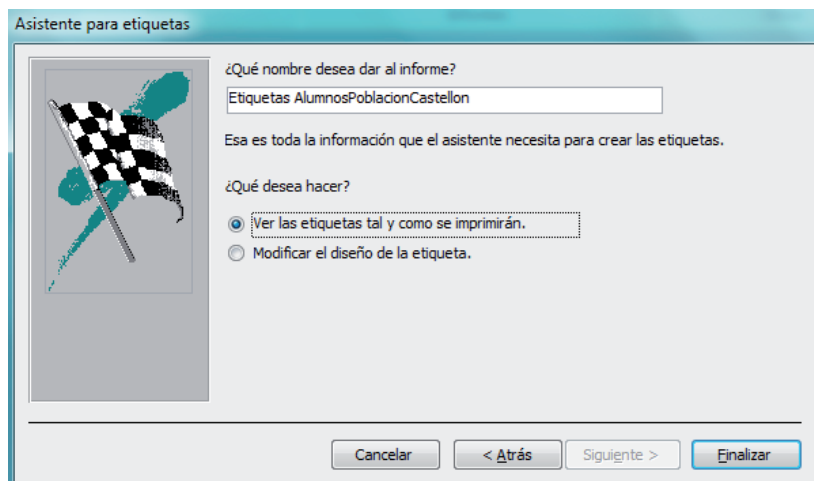 Asistente para etiquetas
¿Qué nombre desea dar al informe?
Etiquetas AlumnosPoblacionCastellon
Esa es toda la información que el asistente necesita para crear las etiquetas.
¿Qué desea hacer?
Ver las etiquetas tal y como se imprimirán.
Modificar el diseño de la etiqueta.
Cancelar < Atrás Siguiente > Finalizar